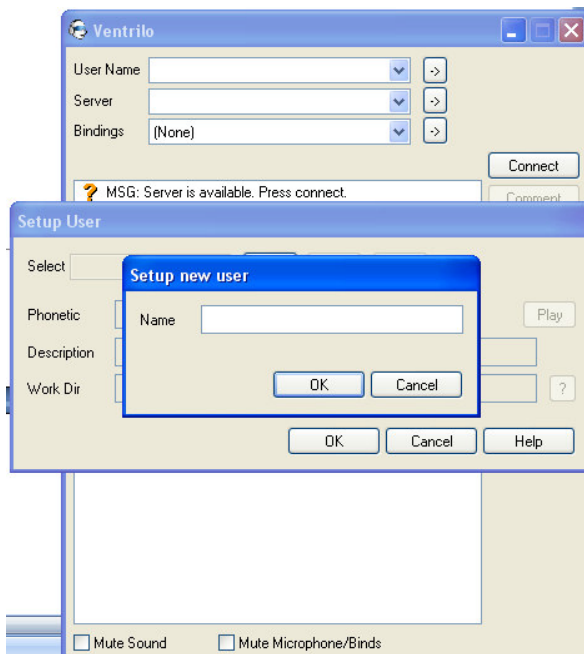 Ventrilo
User Name
->
Server
->
Bindings (None)
->
Connect
MSG: Server is available. Press connect.
Comment
Setup User
Select
Setup new user
Phonetic
Name
Play
Description
Work Dir
?
OK Cancel
OK Cancel Help
Mute Sound Mute Microphone/Binds